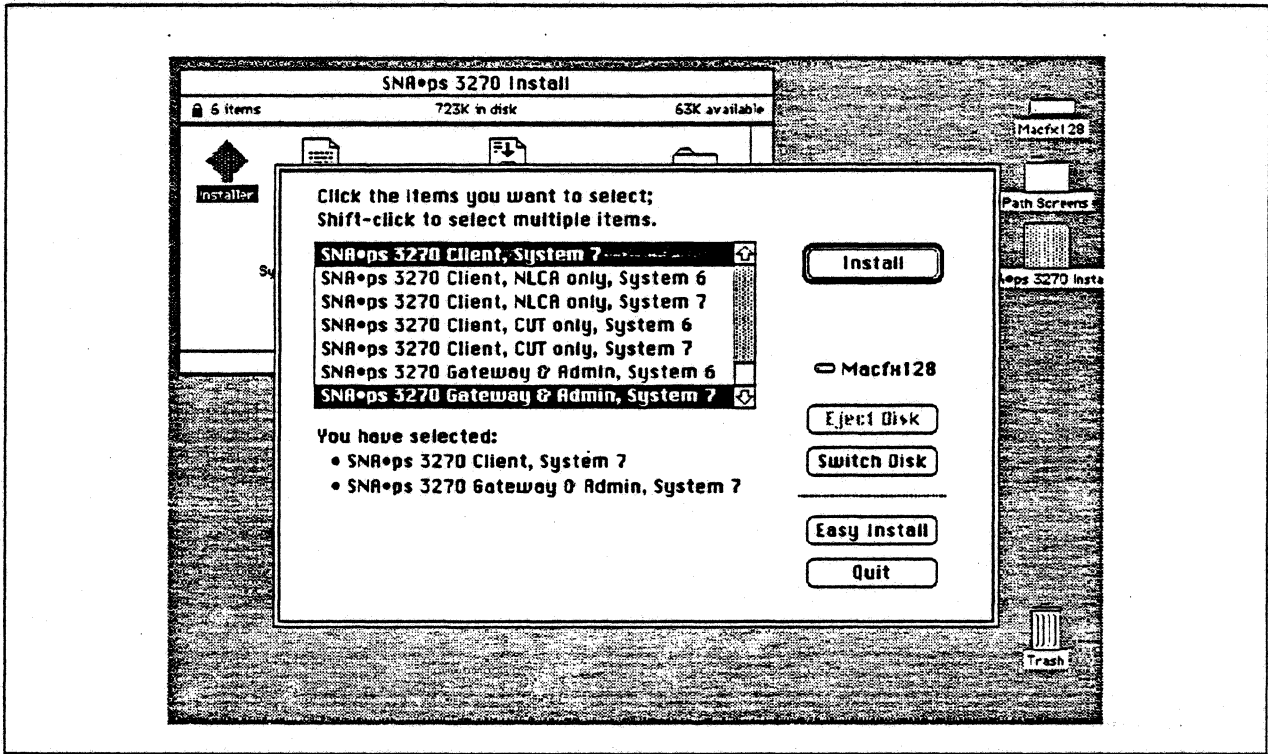 SNA•ps 3270 Install
6 items 723K in disk 63K available
Installer
Macfx128
Path Screens
Sy
•ps 3270 Insta
Click the items you want to select;
Shift-click to select multiple items.
SNA•ps 3270 Client, System 7
SNA•ps 3270 Client, NLCA only, System 6
SNA•ps 3270 Client, NLCA only, System 7
SNA•ps 3270 Client, CUT only, System 6
SNA•ps 3270 Client, CUT only, System 7
SNA•ps 3270 Gateway & Admin, System 6
SNA•ps 3270 Gateway & Admin, System 7
You have selected:
• SNA•ps 3270 Client, System 7
• SNA•ps 3270 Gateway & Admin, System 7
Install
Macfx128
Eject Disk
Switch Disk
Easy Install
Quit
Trash